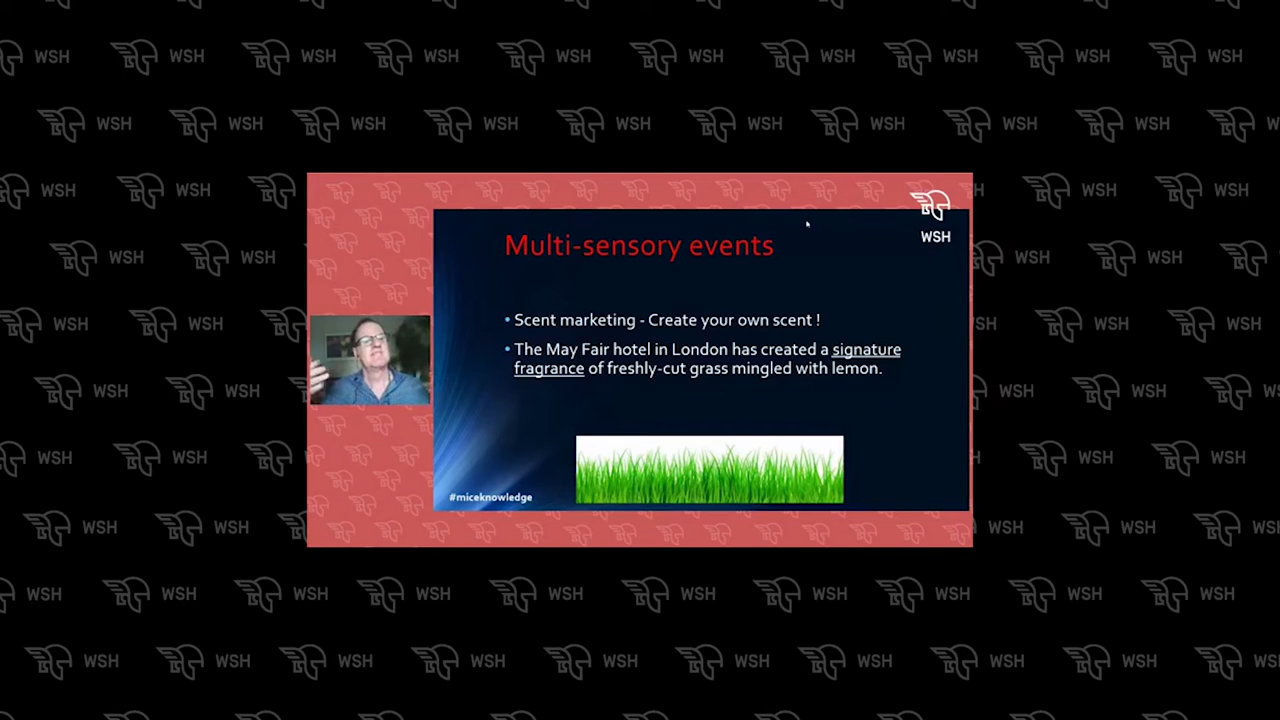 WSH
Multi-sensory events
• Scent marketing - Create your own scent !
• The May Fair hotel in London has created a signature
fragrance of freshly-cut grass mingled with lemon.
#miceknowledge